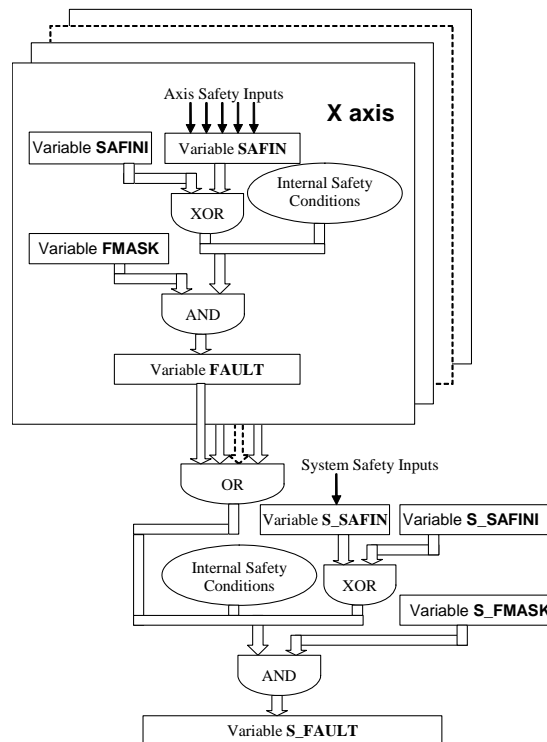 Axis Safety Inputs
X axis
Variable SAFINI
Variable SAFIN
Internal Safety
Conditions
XOR
Variable FMASK
AND
Variable FAULT
OR
System Safety Inputs
Variable S_SAFIN
Variable S_SAFINI
Internal Safety
Conditions
XOR
Variable S_FMASK
AND
Variable S_FAULT